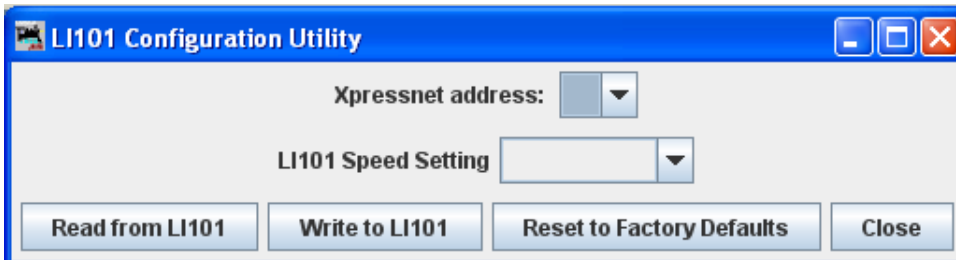 LI101 Configuration Utility
Xpressnet address:
LI101 Speed Setting
Read from LI101 Write to LI101 Reset to Factory Defaults Close